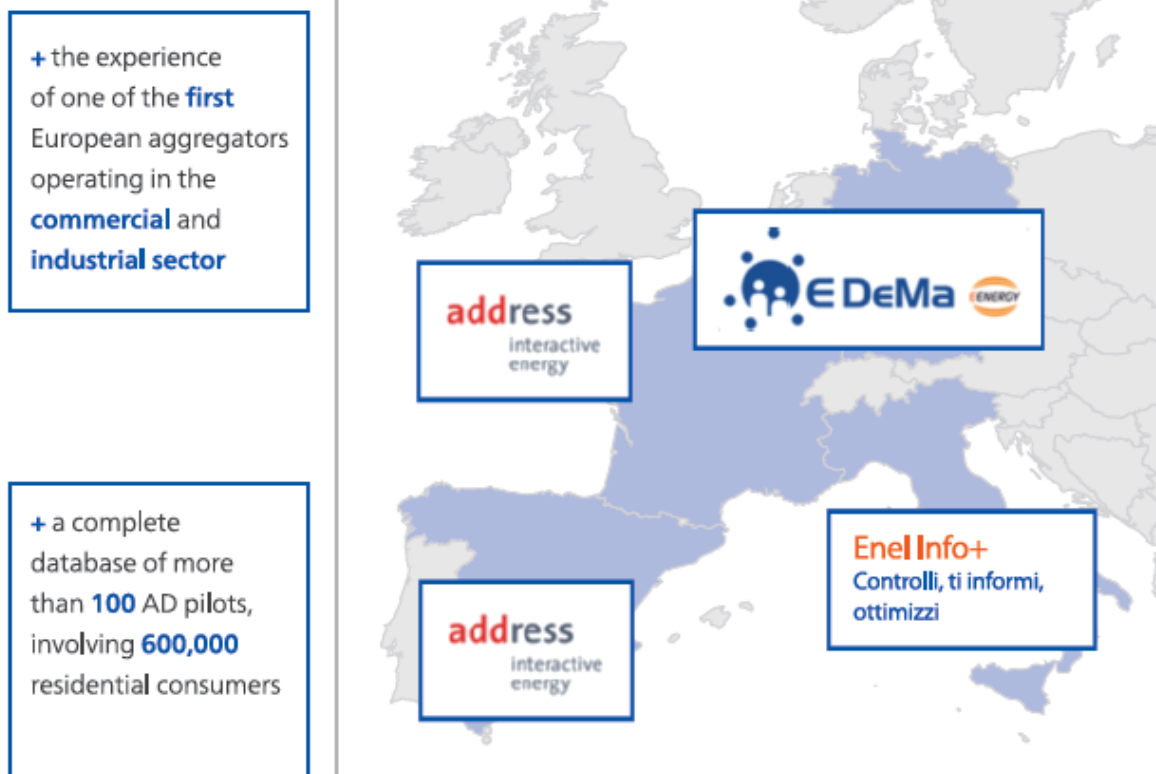 + the experience
of one of the first
European aggregators
operating in the
commercial and
industrial sector
+ a complete
database of more
than 100 AD pilots,
involving 600,000
residential consumers
address
interactive
energy
E DeMa EENERGY
address
interactive
energy
Enel Info+
Controlli, ti informi,
ottimizzi